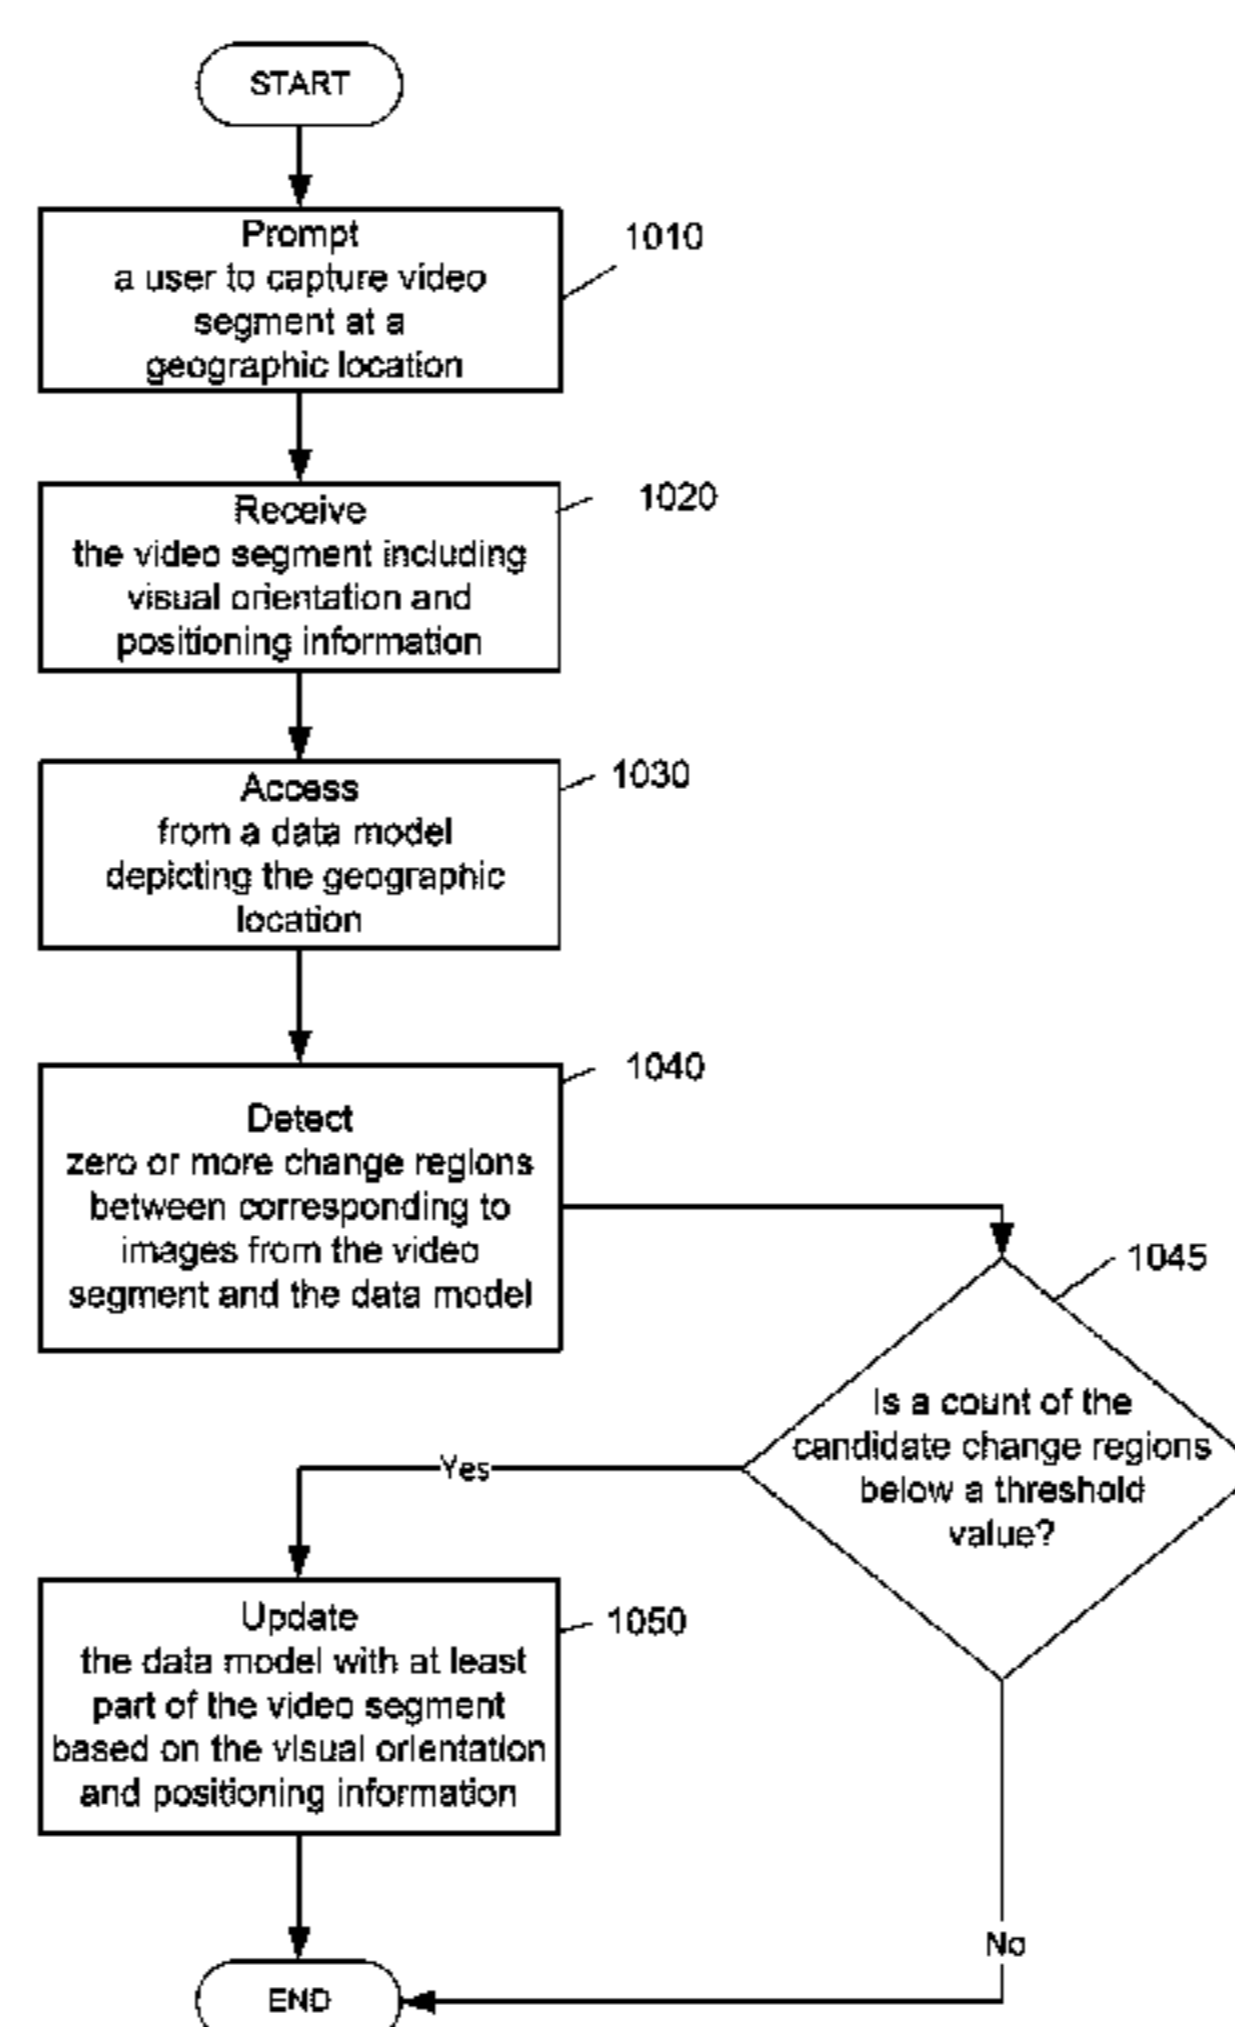 START
Prompt
a user to capture video
segment at a
geographic location
1010
Receive
the video segment including
visual orientation and
positioning information
1020
Access
from a data model
depicting the geographic
location
1030
Detect
zero or more change regions
between corresponding to
images from the video
segment and the data model
1040
Is a count of the
candidate change regions
below a threshold
value?
1045
Yes
Update
the data model with at least
part of the video segment
based on the visual orientation
and positioning information
1050
No
END